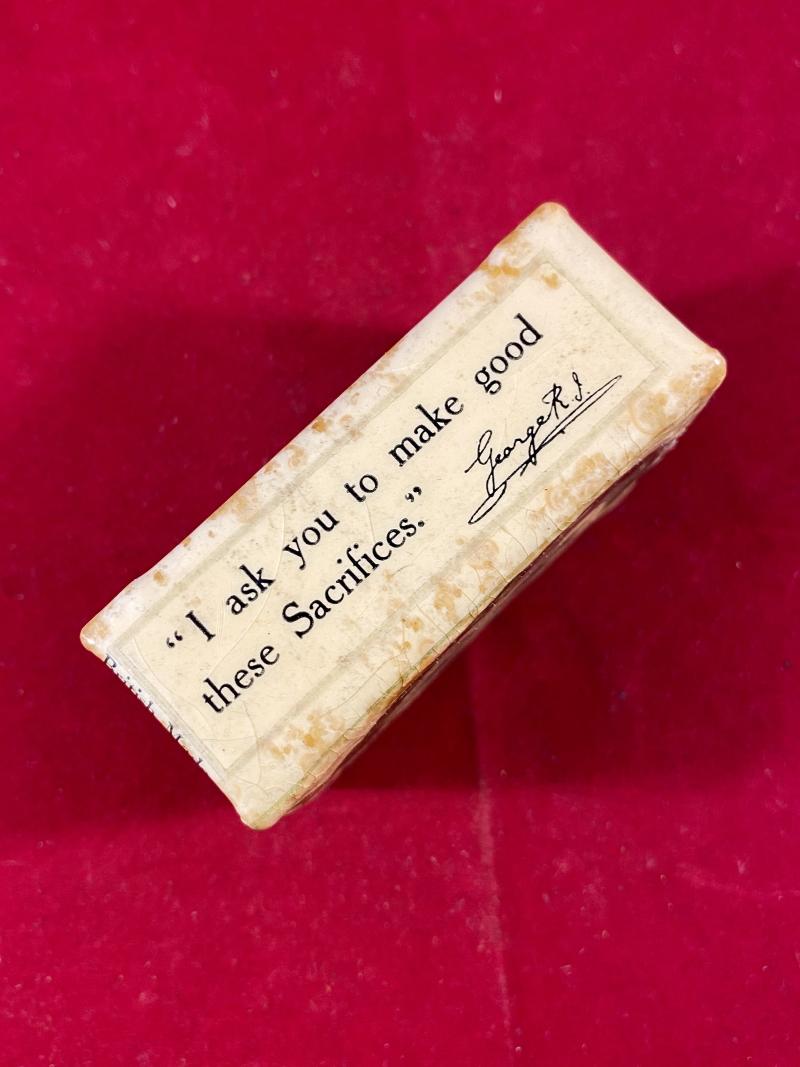 “I ask you to make good
these Sacrifices.”
George R. I.